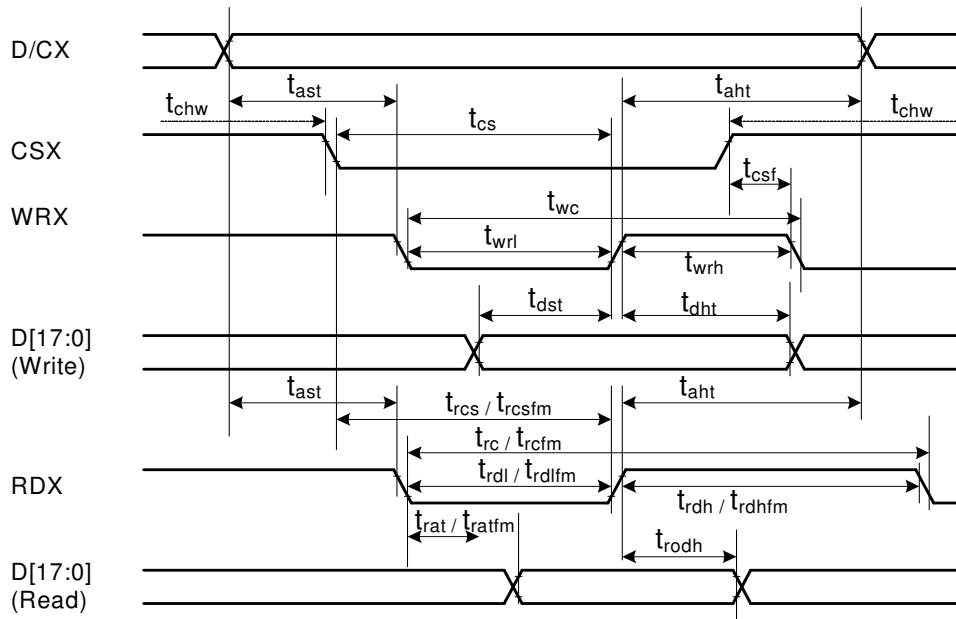 D/CX
t_ast
t_aht
t_chw
t_cs
t_chw
CSX
t_csf
WRX
t_wc
t_wrl
t_wrh
t_dst
t_dht
D[17:0]
(Write)
t_ast
t_rcs / t_rcsfm
t_aht
t_rc / t_rcfm
RDX
t_rdl / t_rdlfm
t_rdh / t_rdhfm
t_rat / t_ratfm
t_rodh
D[17:0]
(Read)